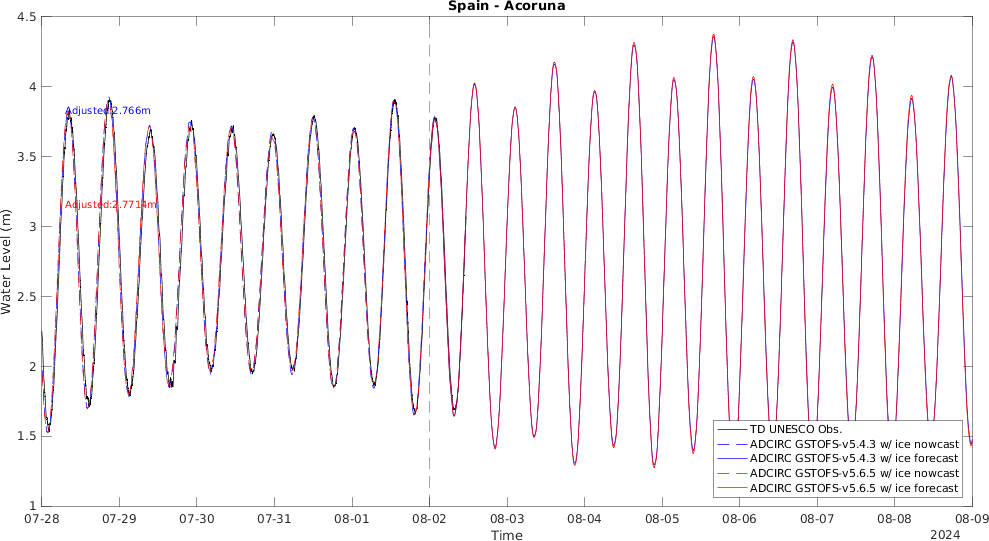 Spain - Acoruna
4.5
4
3.5
3
2.5
2
1.5
1
Water Level (m)
Adjusted:2.766m
Adjusted:2.7714m
TD UNESCO Obs.
ADCIRC GSTOFS-v5.4.3 w/ ice nowcast
ADCIRC GSTOFS-v5.4.3 w/ ice forecast
ADCIRC GSTOFS-v5.6.5 w/ ice nowcast
ADCIRC GSTOFS-v5.6.5 w/ ice forecast
07-28 07-29 07-30 07-31 08-01 08-02 08-03 08-04 08-05 08-06 08-07 08-08 08-09
Time
2024